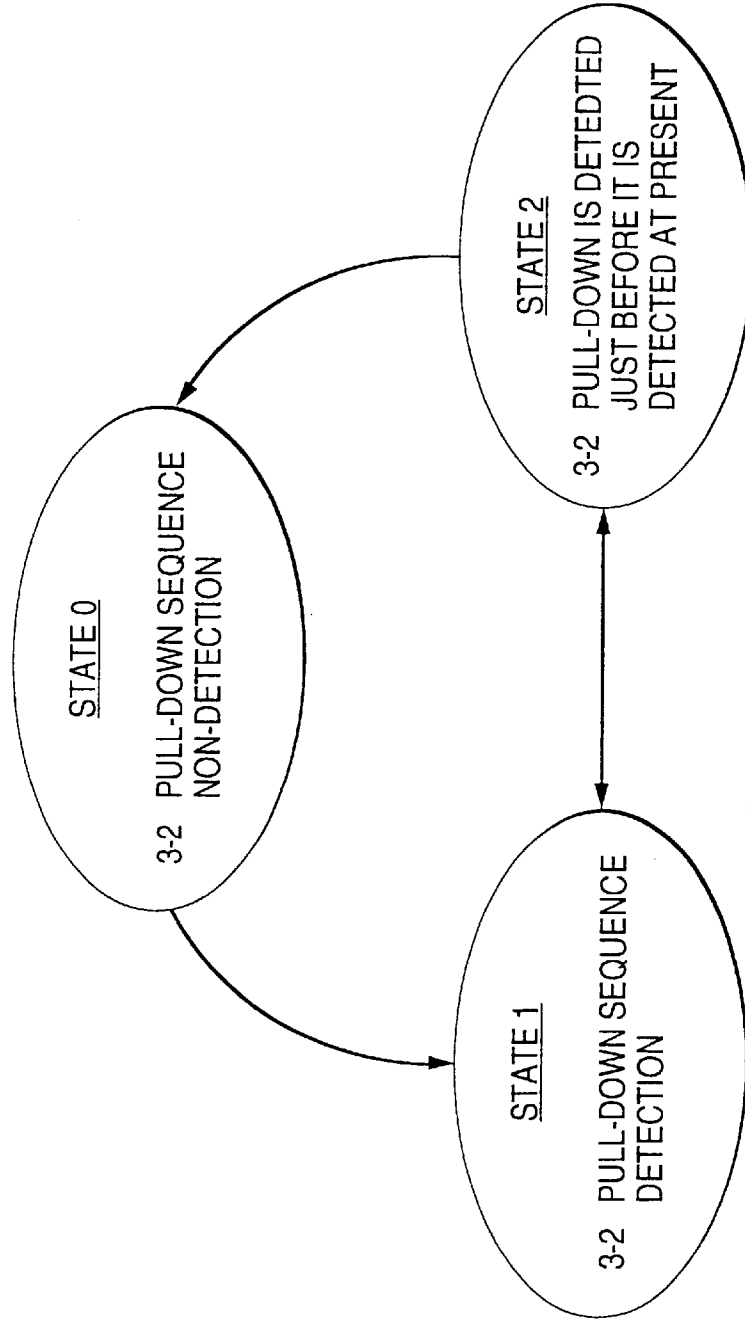 STATE 0
3-2 PULL-DOWN SEQUENCE
NON-DETECTION
STATE 1
3-2 PULL-DOWN SEQUENCE
DETECTION
STATE 2
3-2 PULL-DOWN IS DETEDTED
JUST BEFORE IT IS
DETECTED AT PRESENT